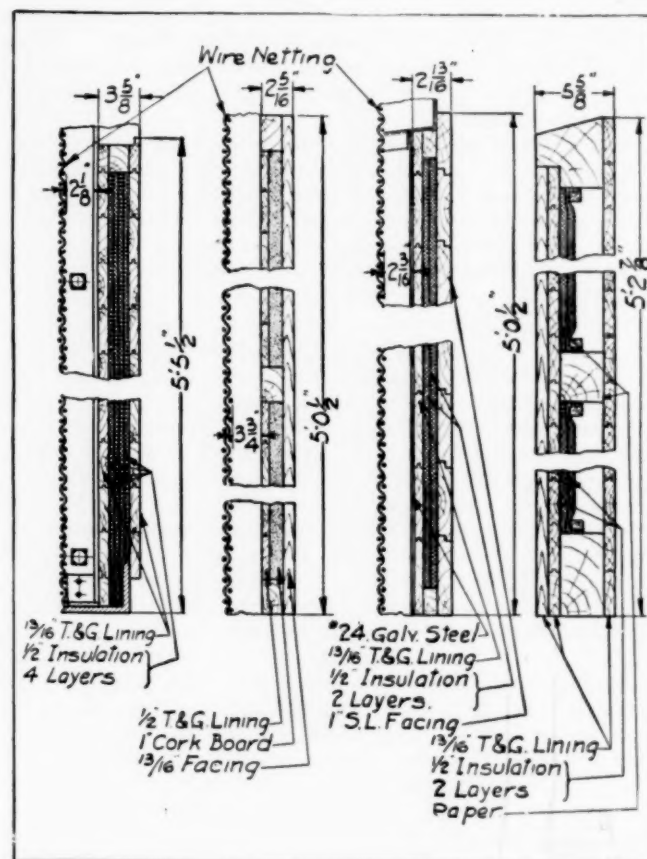 Wire Netting
3 5/8"
2 5/16"
2 13/16"
5 5/8"
2 1/8"
2 3/16"
3 3/4"
5'-5 1/2"
5'-0 1/2"
5'-0 1/2"
5'-2 7/8"
13/16" T.&G. Lining
1/2" Insulation
4 Layers
1/2" T.&G. Lining
1" Cork Board
13/16" Facing
#24. Galv. Steel
13/16" T.&G. Lining
1/2" Insulation
2 Layers.
1" S.L. Facing
13/16" T.&G. Lining
1/2" Insulation
2 Layers
Paper